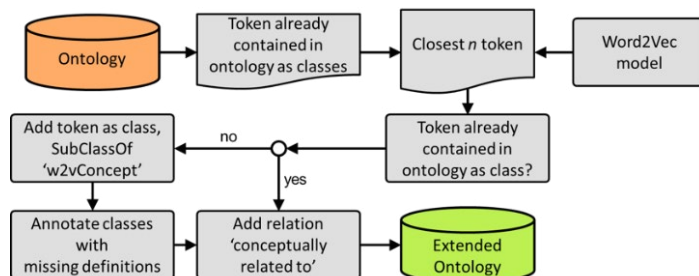 Ontology
Token already
contained in
ontology as classes
Closest n token
Word2Vec
model
Add token as class,
SubClassOf
‘w2vConcept’
no
yes
Token already
contained in
ontology as class?
Annotate classes
with
missing definitions
Add relation
‘conceptually
related to’
Extended
Ontology